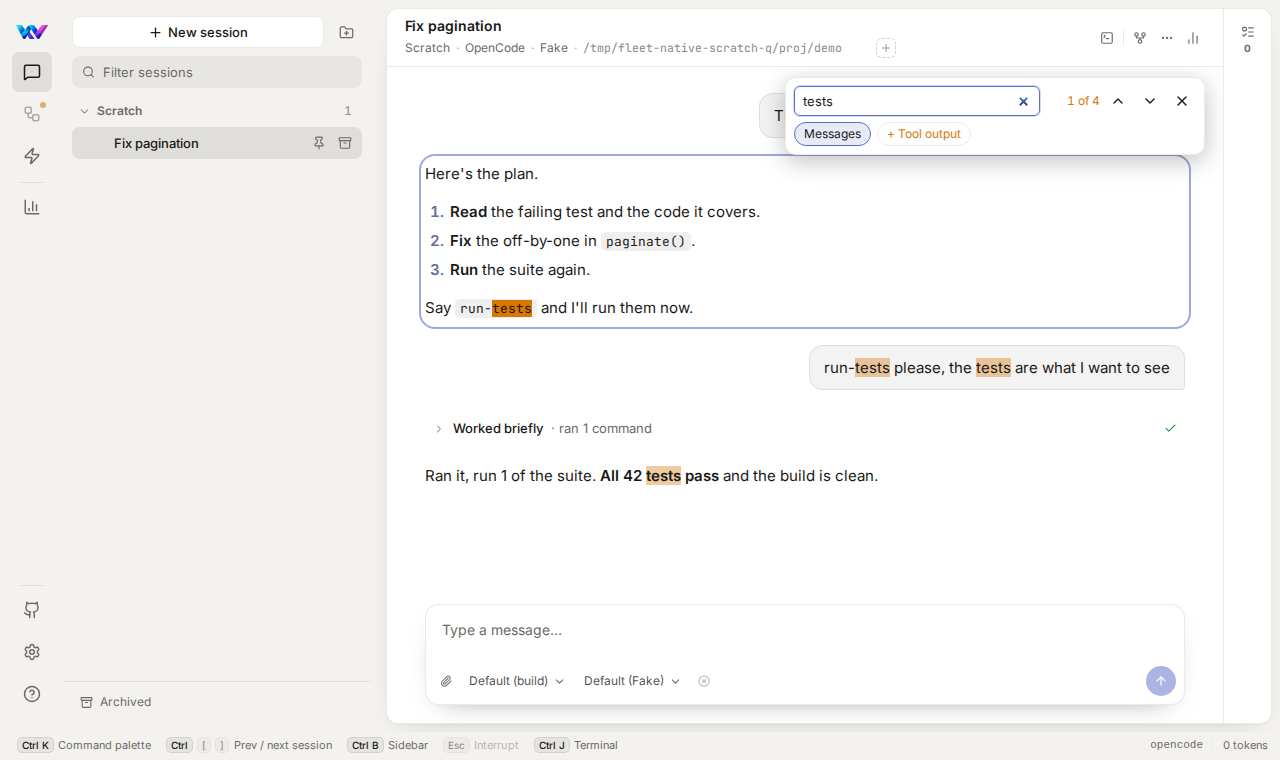 New session
Filter sessions
Scratch 1
Fix pagination
Archived
Fix pagination
Scratch · OpenCode · Fake · /tmp/fleet-native-scratch-q/proj/demo
0
tests
1 of 4
Messages
+ Tool output
Here's the plan.
1. Read the failing test and the code it covers.
2. Fix the off-by-one in paginate().
3. Run the suite again.
Say run-tests and I'll run them now.
run-tests please, the tests are what I want to see
Worked briefly · ran 1 command
Ran it, run 1 of the suite. All 42 tests pass and the build is clean.
Type a message...
Default (build) Default (Fake)
Ctrl K Command palette Ctrl [ ] Prev / next session Ctrl B Sidebar Esc Interrupt Ctrl J Terminal opencode 0 tokens